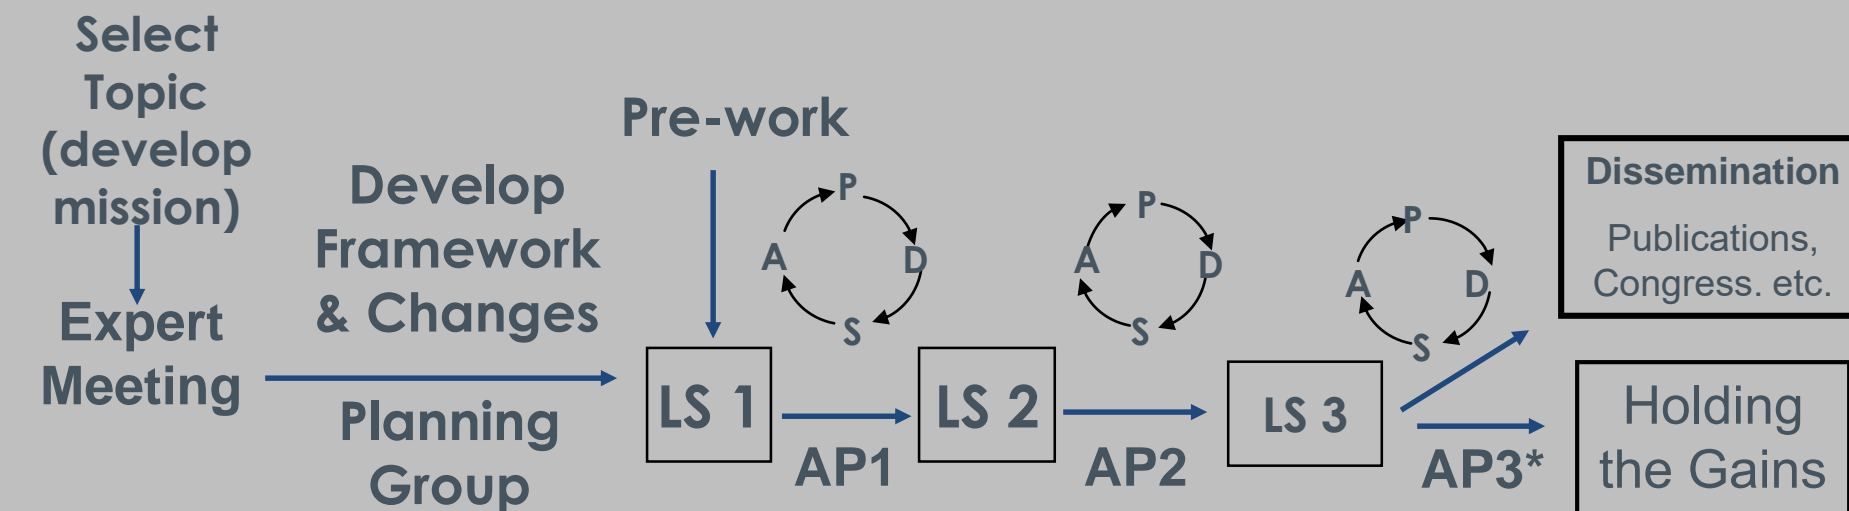 Select
Topic
(develop
mission)
Expert
Meeting
Develop
Framework
& Changes
Planning
Group
Pre-work
P
A
D
S
P
A
D
S
P
A
D
S
LS 1
LS 2
LS 3
AP1
AP2
AP3*
Dissemination
Publications,
Congress. etc.
Holding
the Gains